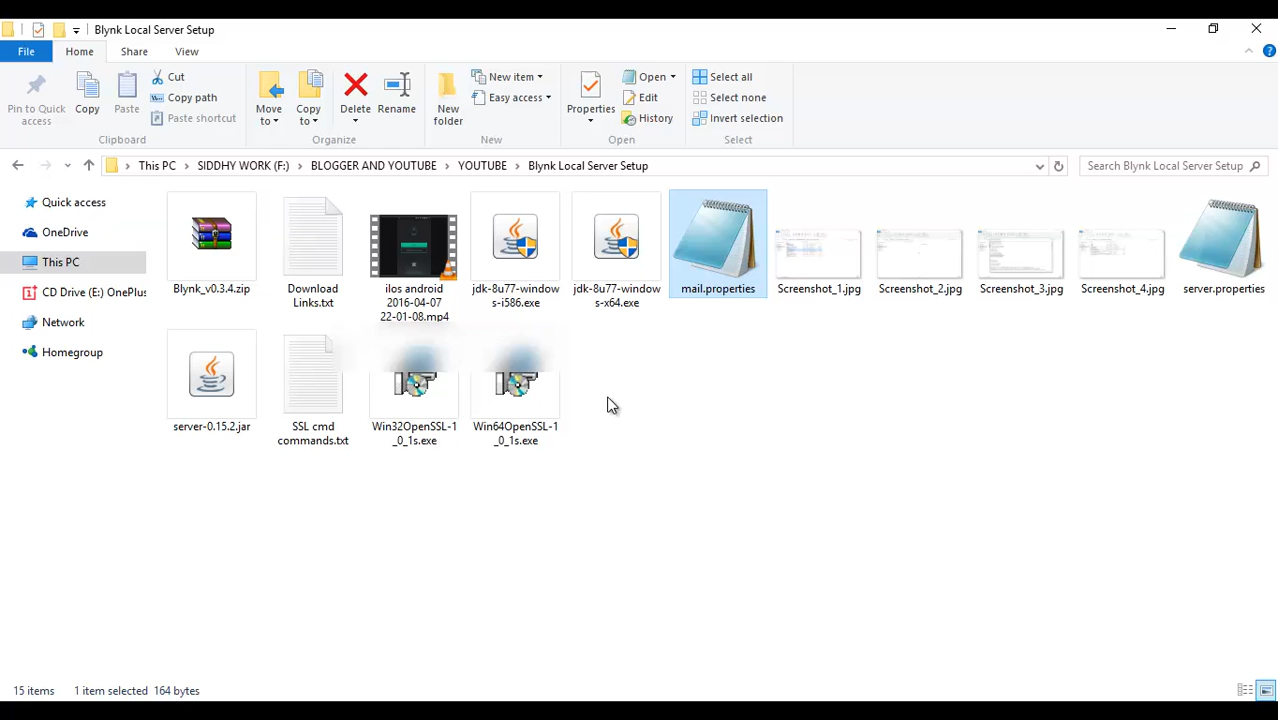 Blynk Local Server Setup
File
Home
Share
View
Pin to Quick
access
Copy
Paste
Cut
Copy path
Paste shortcut
Clipboard
Move
to
Copy
to
Delete
Rename
Organize
New
folder
New item
Easy access
New
Properties
Open
Edit
History
Open
Select all
Select none
Invert selection
Select
This PC
SIDDHY WORK (F:)
BLOGGER AND YOUTUBE
YOUTUBE
Blynk Local Server Setup
Search Blynk Local Server Setup
Quick access
OneDrive
This PC
CD Drive (E:) OnePlus
Network
Homegroup
Blynk_v0.3.4.zip
Download
Links.txt
ilos android
2016-04-07
22-01-08.mp4
jdk-8u77-window
s-i586.exe
jdk-8u77-window
s-x64.exe
mail.properties
Screenshot_1.jpg
Screenshot_2.jpg
Screenshot_3.jpg
Screenshot_4.jpg
server.properties
server-0.15.2.jar
SSL cmd
commands.txt
Win32OpenSSL-1
_0_1s.exe
Win64OpenSSL-1
_0_1s.exe
15 items
1 item selected 164 bytes